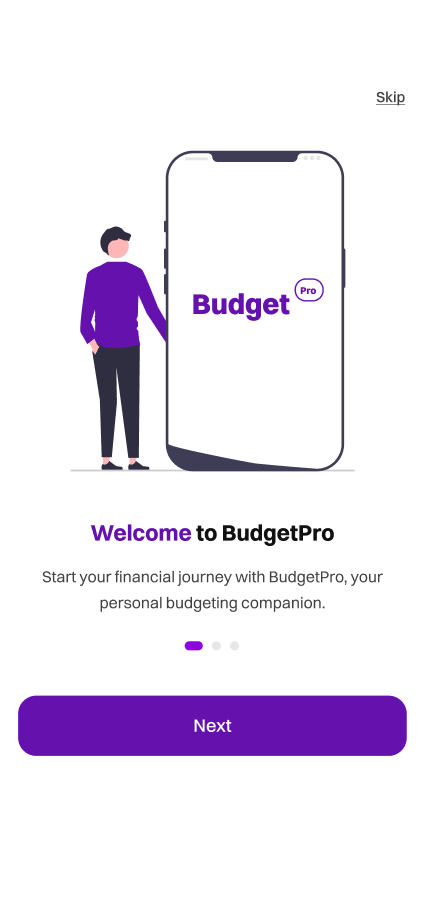 Skip
Budget Pro
Welcome to BudgetPro
Start your financial journey with BudgetPro, your
personal budgeting companion.
Next